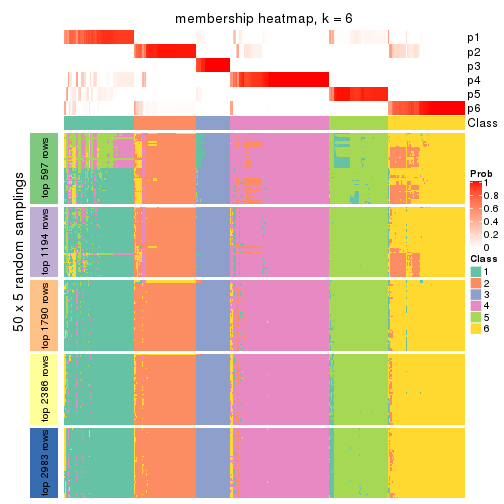 membership heatmap, k = 6
p1
p2
p3
p4
p5
p6
Class
50 x 5 random samplings
top 597 rows
top 1194 rows
top 1790 rows
top 2386 rows
top 2983 rows
Prob
1
0.8
0.6
0.4
0.2
0
Class
1
2
3
4
5
6